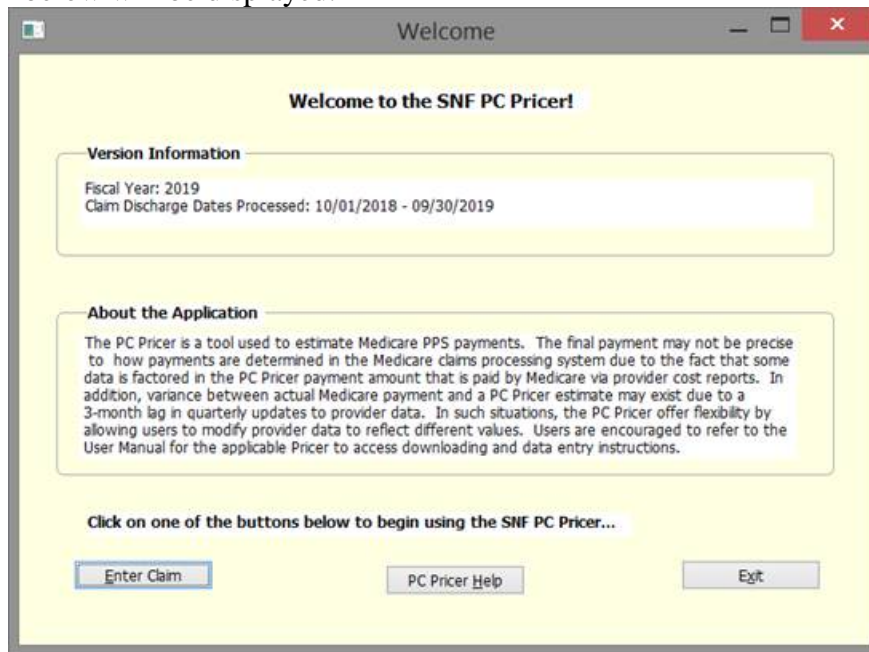 below will be displayed.
Welcome
Welcome to the SNF PC Pricer!
Version Information
Fiscal Year: 2019
Claim Discharge Dates Processed: 10/01/2018 - 09/30/2019
About the Application
The PC Pricer is a tool used to estimate Medicare PPS payments. The final payment may not be precise
to how payments are determined in the Medicare claims processing system due to the fact that some
data is factored in the PC Pricer payment amount that is paid by Medicare via provider cost reports. In
addition, variance between actual Medicare payment and a PC Pricer estimate may exist due to a
3-month lag in quarterly updates to provider data. In such situations, the PC Pricer offer flexibility by
allowing users to modify provider data to reflect different values. Users are encouraged to refer to the
User Manual for the applicable Pricer to access downloading and data entry instructions.
Click on one of the buttons below to begin using the SNF PC Pricer...
Enter Claim
PC Pricer Help
Exit